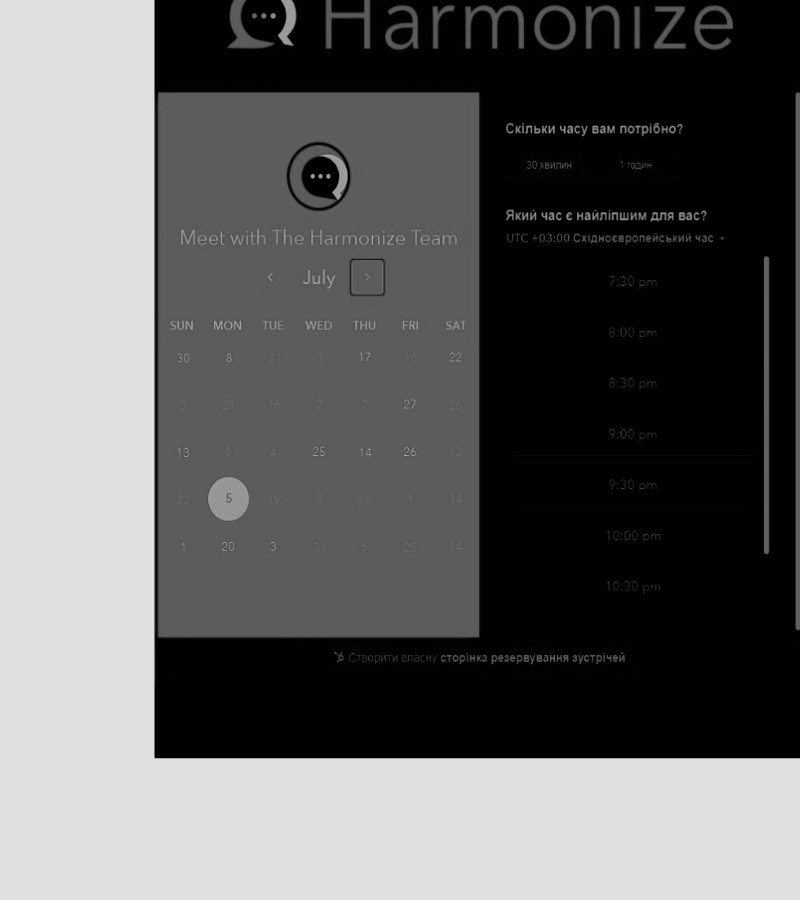 Harmonize
Meet with The Harmonize Team
July
SUN MON TUE WED THU FRI SAT
30 8 31 3 17 16 22
3 21 16 2 2 27 26
13 8 4 25 14 26 13
22 5 19 9 28 1 14
1 20 3 31 6 25 14
Скільки часу вам потрібно?
30 хвилин 1 годин
Який час є найліпшим для вас?
UTC +03:00 Східноєвропейський час
7:30 pm
8:00 pm
8:30 pm
9:00 pm
9:30 pm
10:00 pm
10:30 pm
Створити власну сторінка резервування зустрічей